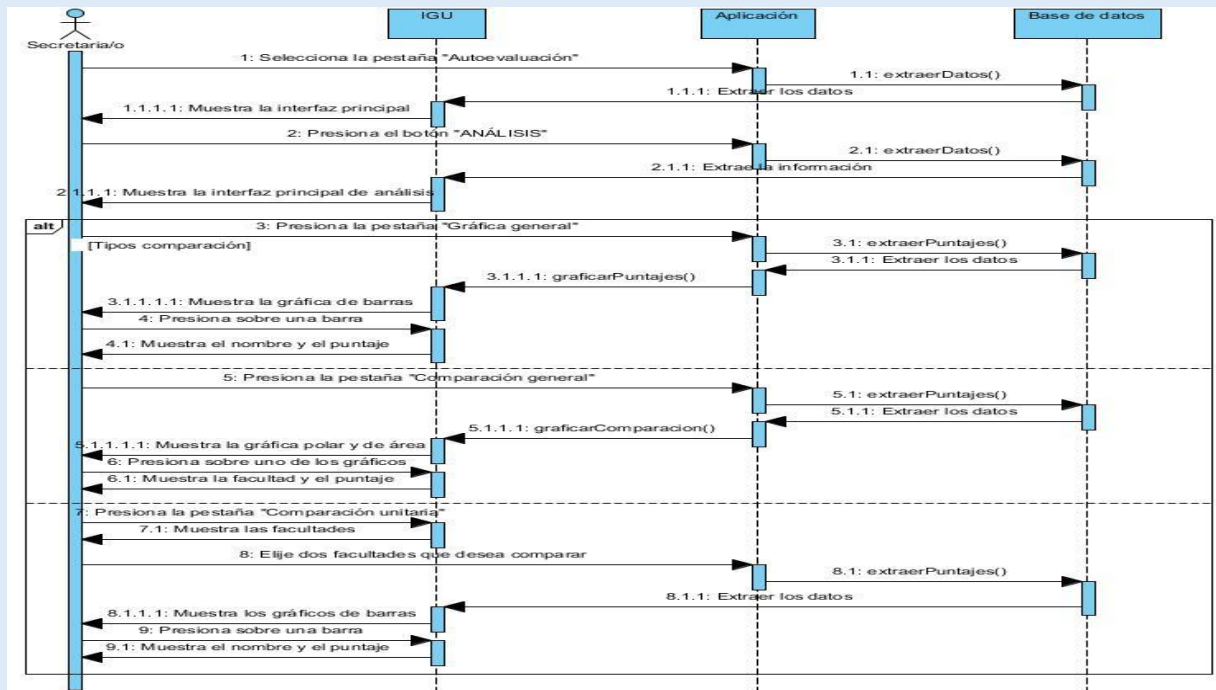 IGU
Aplicación
Base de datos
Secretaria/o
1: Selecciona la pestaña "Autoevaluación"
1.1: extraerDatos()
1.1.1: Extraer los datos
1.1.1.1: Muestra la interfaz principal
2: Presiona el botón "ANÁLISIS"
2.1: extraerDatos()
2.1.1: Extrae la información
2.1.1.1: Muestra la interfaz principal de análisis
alt
3: Presiona la pestaña "Gráfica general"
[Tipos comparación]
3.1: extraerPuntajes()
3.1.1: Extraer los datos
3.1.1.1: graficarPuntajes()
3.1.1.1.1: Muestra la gráfica de barras
4: Presiona sobre una barra
4.1: Muestra el nombre y el puntaje
5: Presiona la pestaña "Comparación general"
5.1: extraerPuntajes()
5.1.1: Extraer los datos
5.1.1.1: graficarComparacion()
5.1.1.1.1: Muestra la gráfica polar y de área
6: Presiona sobre uno de los gráficos
6.1: Muestra la facultad y el puntaje
7: Presiona la pestaña "Comparación unitaria"
7.1: Muestra las facultades
8: Elije dos facultades que desea comparar
8.1: extraerPuntajes()
8.1.1: Extraer los datos
8.1.1.1: Muestra los gráficos de barras
9: Presiona sobre una barra
9.1: Muestra el nombre y el puntaje